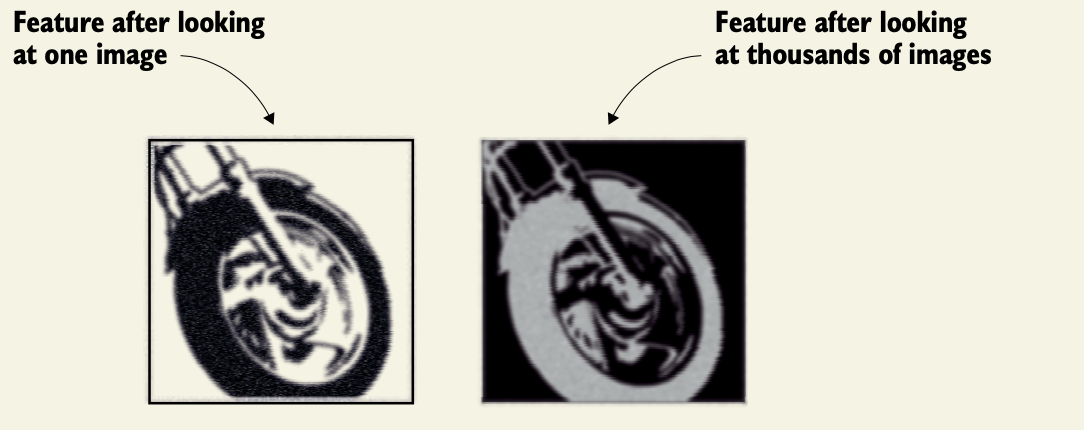 Feature after looking
at one image
Feature after looking
at thousands of images